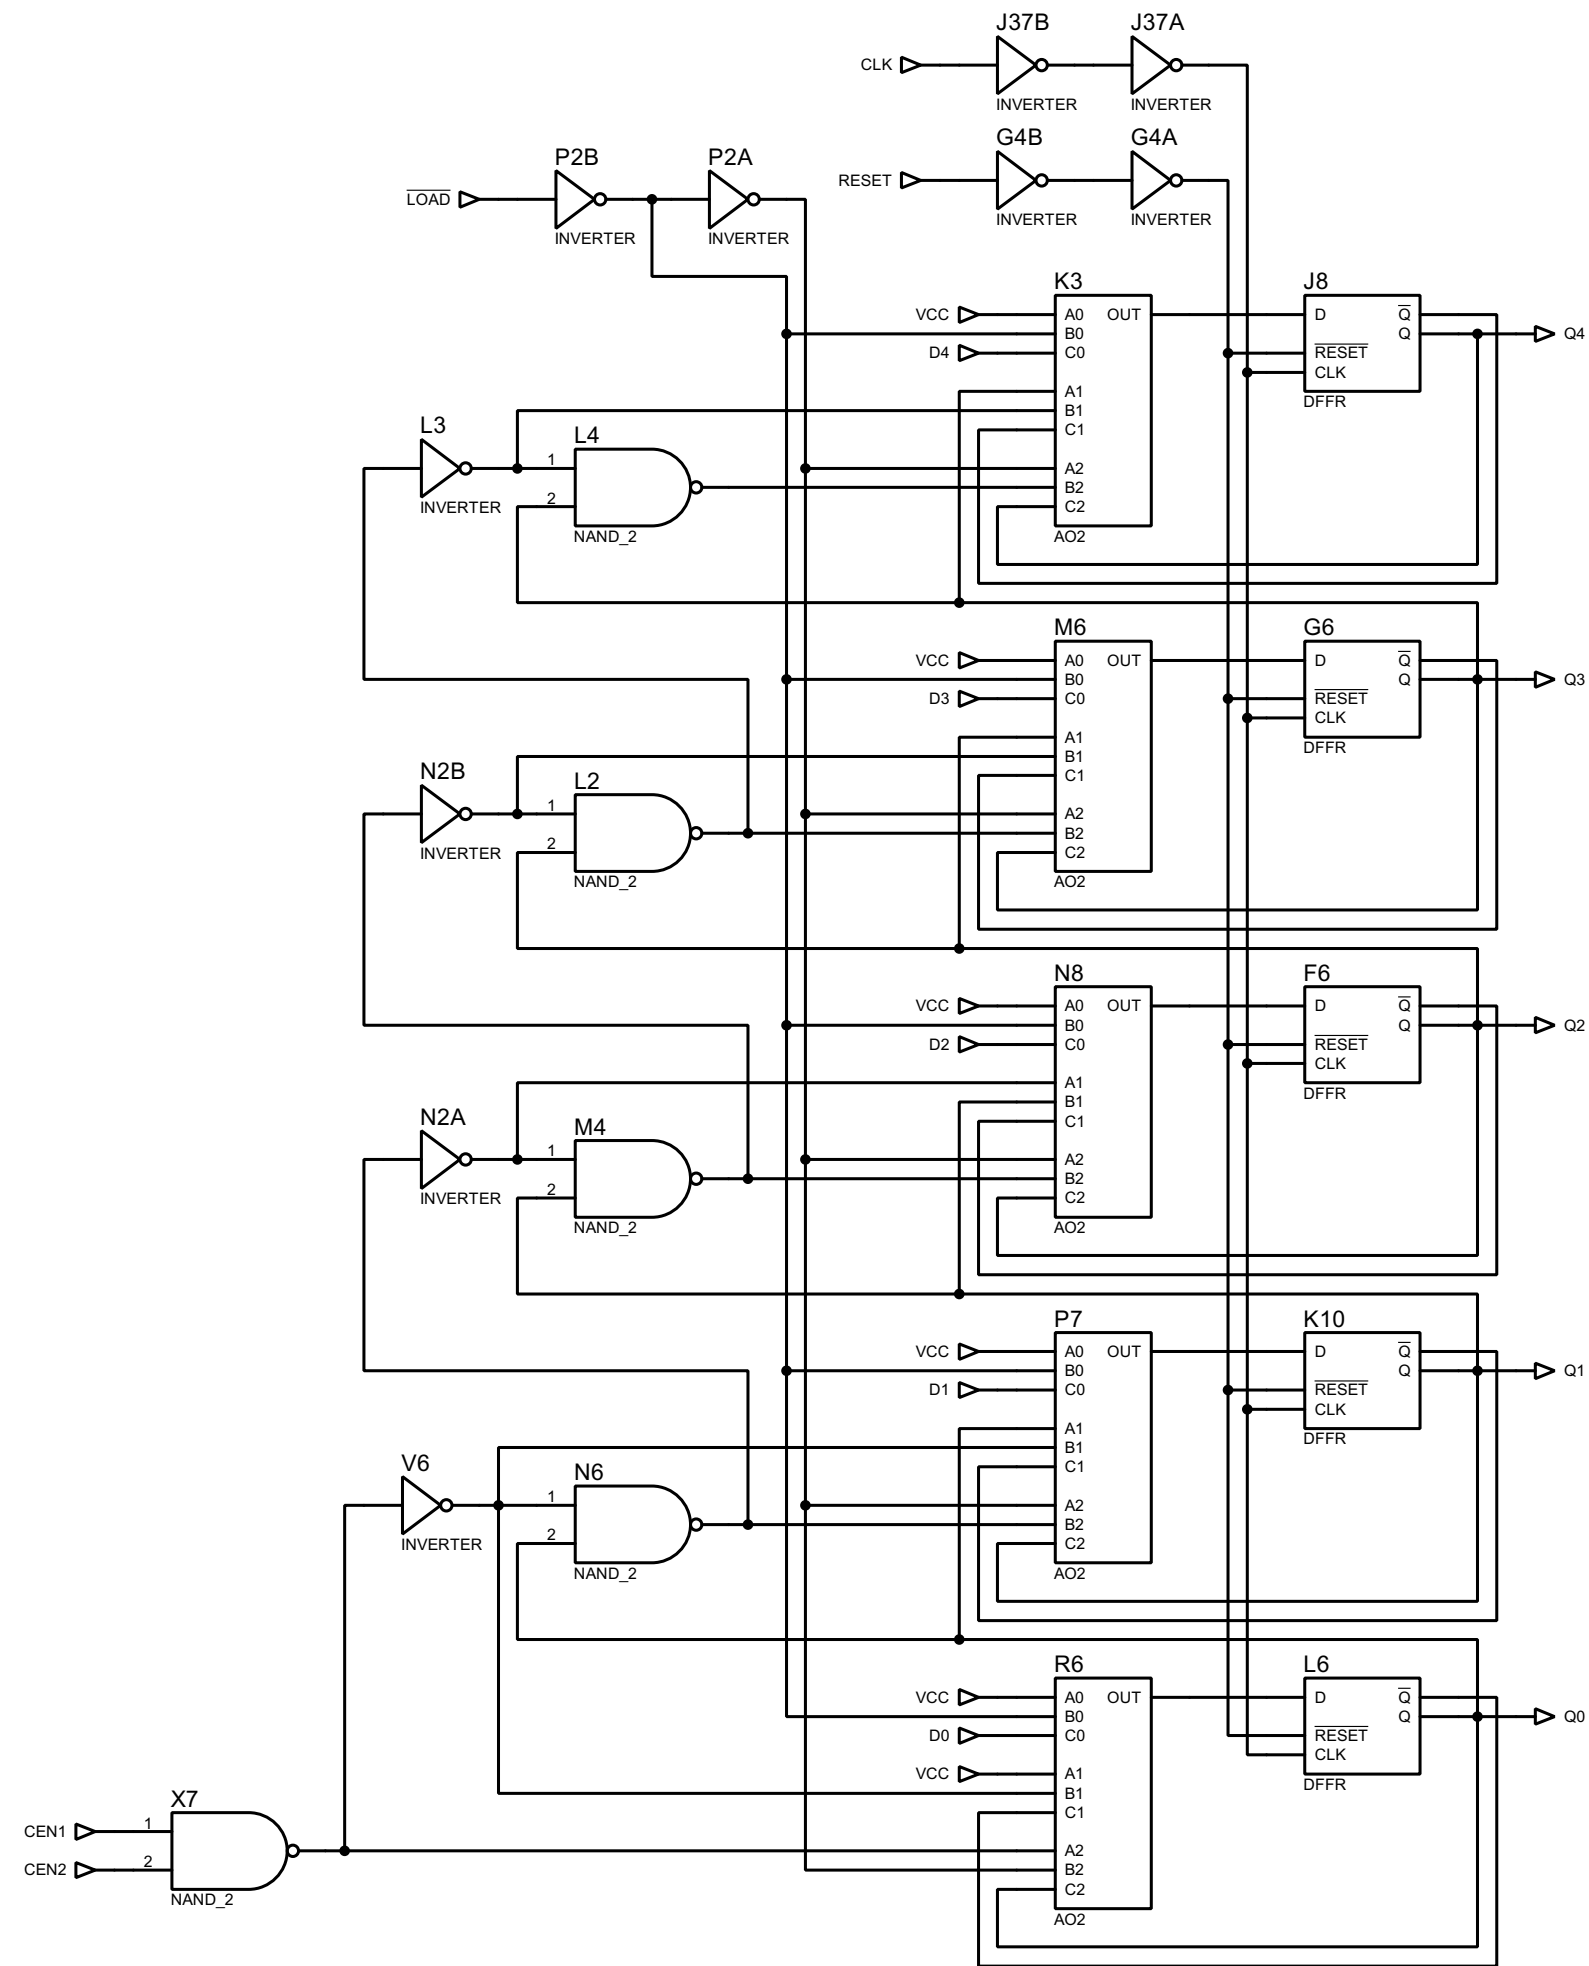 J37B J37A
CLK
INVERTER INVERTER
G4B G4A
P2B P2A
RESET
LOAD
INVERTER INVERTER
INVERTER INVERTER
K3 J8
VCC A0 OUT D Q
B0 Q Q4
D4 C0 RESET
CLK
A1 DFFR
B1
L3 C1
L4
1 A2
B2
2 C2
INVERTER
NAND_2 AO2
M6 G6
VCC A0 OUT D Q
B0 Q Q3
D3 C0 RESET
CLK
A1 DFFR
B1
N2B C1
L2
1 A2
B2
2 C2
INVERTER
NAND_2 AO2
N8 F6
VCC A0 OUT D Q
B0 Q Q2
D2 C0 RESET
CLK
A1 DFFR
B1
N2A C1
M4
1 A2
B2
2 C2
INVERTER
NAND_2 AO2
P7 K10
VCC A0 OUT D Q
B0 Q Q1
D1 C0 RESET
CLK
A1 DFFR
B1
V6 C1
N6
1 A2
B2
2 C2
INVERTER
NAND_2 AO2
R6 L6
VCC A0 OUT D Q
B0 Q Q0
D0 C0 RESET
CLK
VCC A1 DFFR
B1
X7 C1
CEN1 1
A2
CEN2 2 B2
C2
NAND_2
AO2